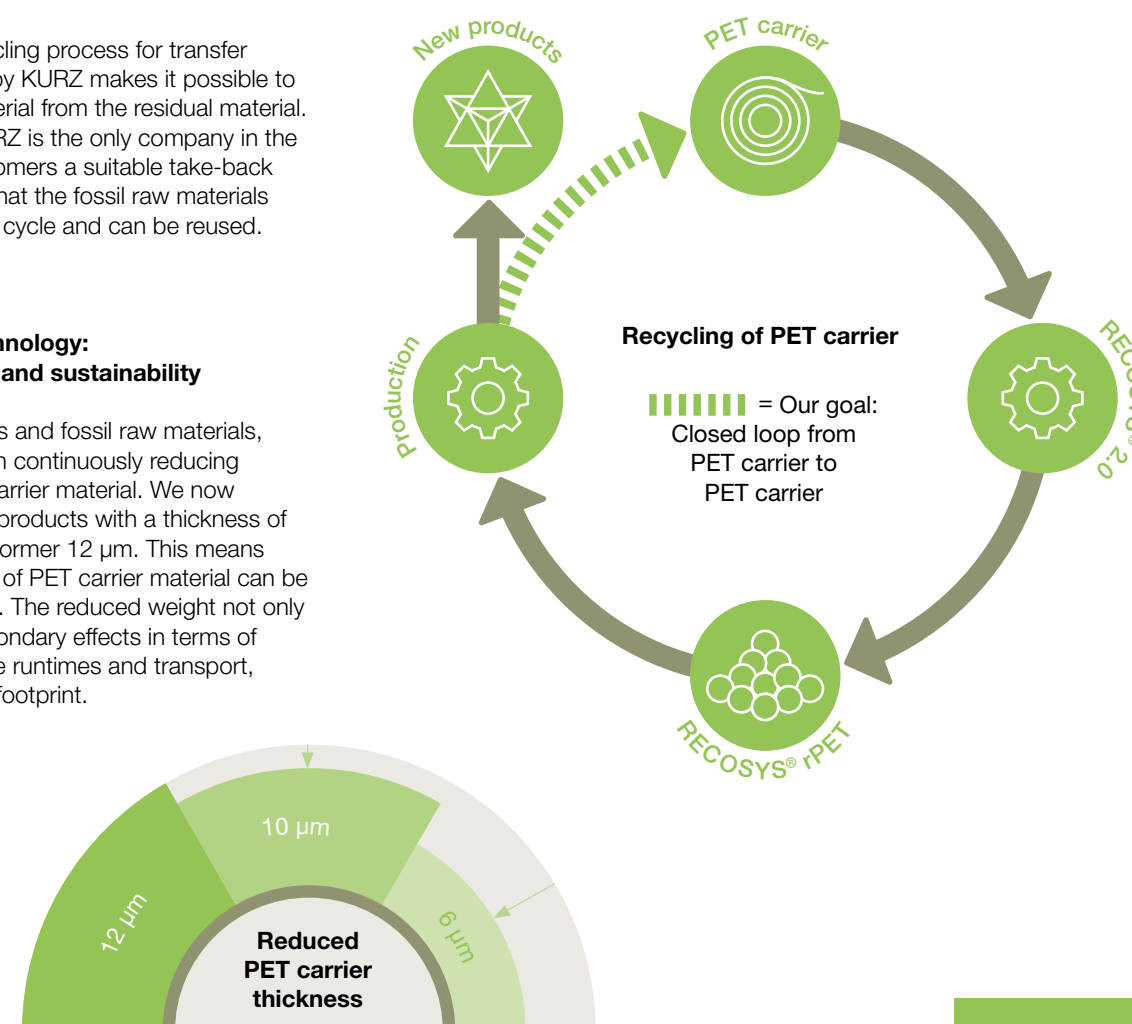 cling process for transfer
by KURZ makes it possible to
erial from the residual material.
RZ is the only company in the
omers a suitable take-back
hat the fossil raw materials
cycle and can be reused.
hnology:
and sustainability
s and fossil raw materials,
n continuously reducing
arrier material. We now
products with a thickness of
ormer 12 µm. This means
of PET carrier material can be
. The reduced weight not only
ondary effects in terms of
e runtimes and transport,
footprint.
New products
PET carrier
Production
RECOSYS® 2.0
RECOSYS® rPET
Recycling of PET carrier
= Our goal:
Closed loop from
PET carrier to
PET carrier
12 µm
10 µm
6 µm
Reduced
PET carrier
thickness